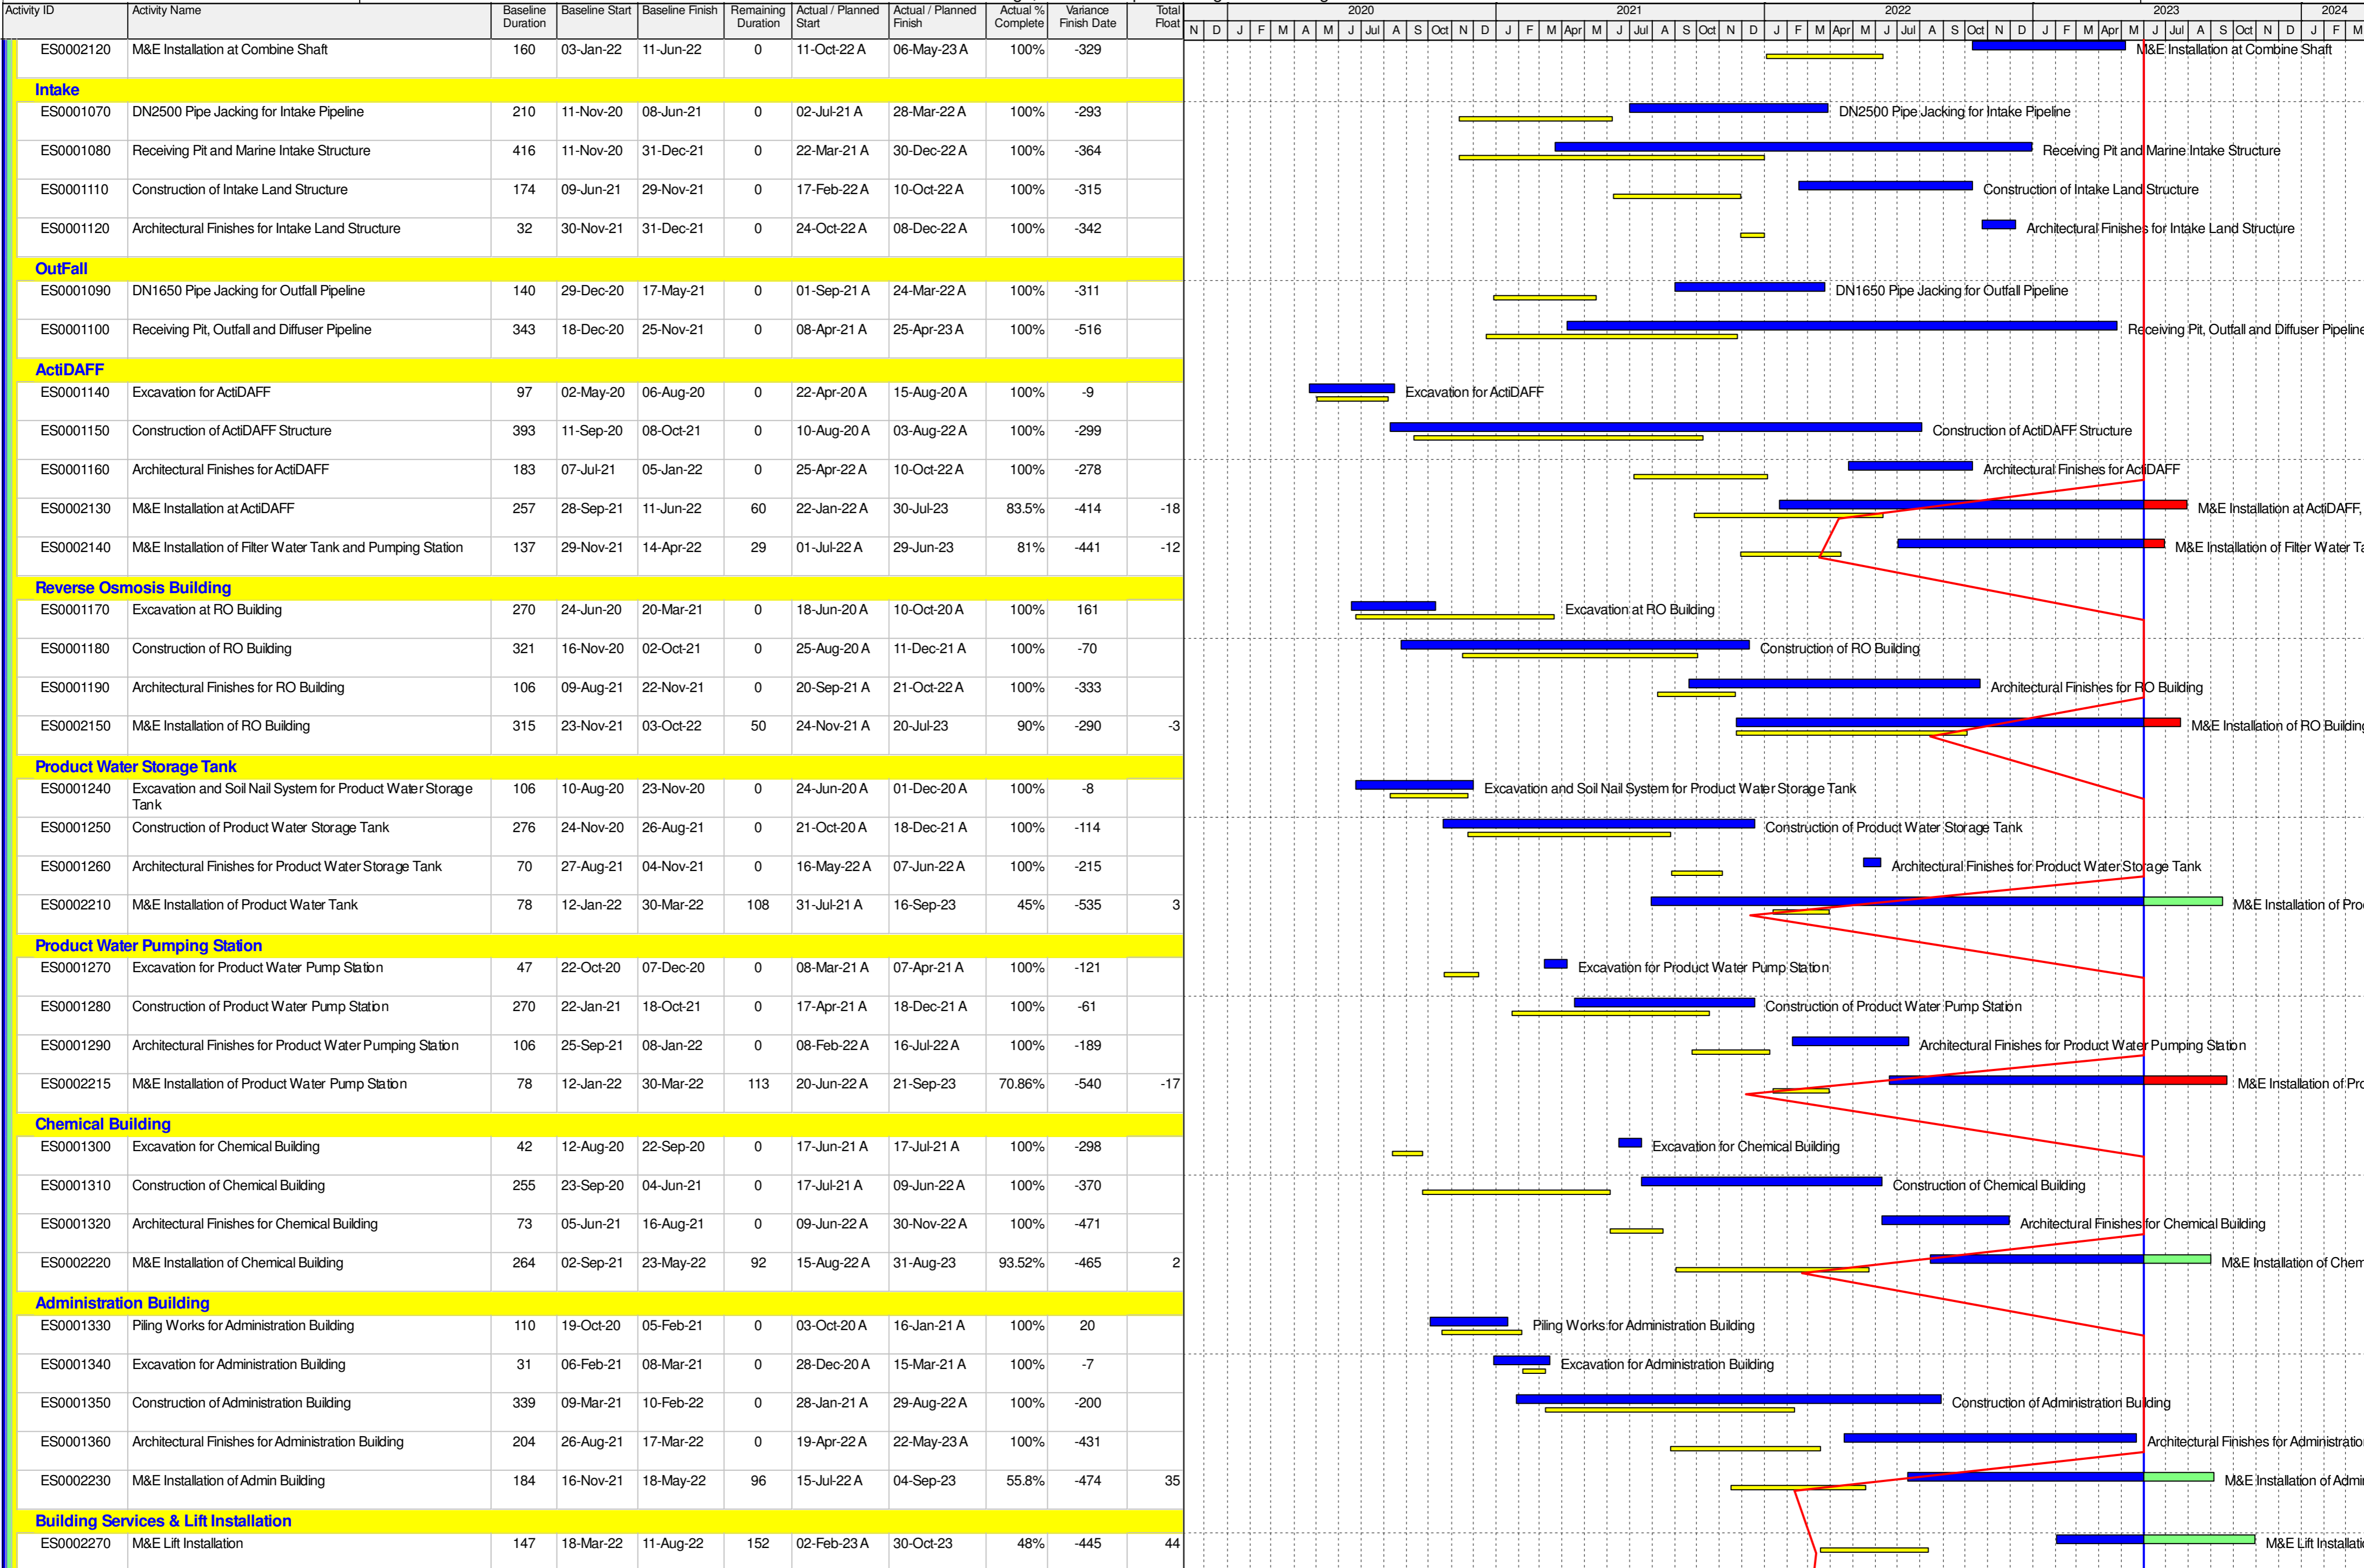 Activity ID Activity Name Baseline Duration Baseline Start Baseline Finish Remaining Duration Actual / Planned Start Actual / Planned Finish Actual % Complete Variance Finish Date Total Float
2020 2021 2022 2023 2024
N D J F M A M J Jul A S Oct N D J F M Apr M J Jul A S Oct N D J F M Apr M J Jul A S Oct N D J F M Apr M J Jul A S Oct N D J F M
ES0002120 M&E Installation at Combine Shaft 160 03-Jan-22 11-Jun-22 0 11-Oct-22 A 06-May-23 A 100% -329 M&E Installation at Combine Shaft
Intake
ES0001070 DN2500 Pipe Jacking for Intake Pipeline 210 11-Nov-20 08-Jun-21 0 02-Jul-21 A 28-Mar-22 A 100% -293 DN2500 Pipe Jacking for Intake Pipeline
ES0001080 Receiving Pit and Marine Intake Structure 416 11-Nov-20 31-Dec-21 0 22-Mar-21 A 30-Dec-22 A 100% -364 Receiving Pit and Marine Intake Structure
ES0001110 Construction of Intake Land Structure 174 09-Jun-21 29-Nov-21 0 17-Feb-22 A 10-Oct-22 A 100% -315 Construction of Intake Land Structure
ES0001120 Architectural Finishes for Intake Land Structure 32 30-Nov-21 31-Dec-21 0 24-Oct-22 A 08-Dec-22 A 100% -342 Architectural Finishes for Intake Land Structure
OutFall
ES0001090 DN1650 Pipe Jacking for Outfall Pipeline 140 29-Dec-20 17-May-21 0 01-Sep-21 A 24-Mar-22 A 100% -311 DN1650 Pipe Jacking for Outfall Pipeline
ES0001100 Receiving Pit, Outfall and Diffuser Pipeline 343 18-Dec-20 25-Nov-21 0 08-Apr-21 A 25-Apr-23 A 100% -516 Receiving Pit, Outfall and Diffuser Pipeline
ActiDAFF
ES0001140 Excavation for ActiDAFF 97 02-May-20 06-Aug-20 0 22-Apr-20 A 15-Aug-20 A 100% -9 Excavation for ActiDAFF
ES0001150 Construction of ActiDAFF Structure 393 11-Sep-20 08-Oct-21 0 10-Aug-20 A 03-Aug-22 A 100% -299 Construction of ActiDAFF Structure
ES0001160 Architectural Finishes for ActiDAFF 183 07-Jul-21 05-Jan-22 0 25-Apr-22 A 10-Oct-22 A 100% -278 Architectural Finishes for ActiDAFF
ES0002130 M&E Installation at ActiDAFF 257 28-Sep-21 11-Jun-22 60 22-Jan-22 A 30-Jul-23 83.5% -414 -18 M&E Installation at ActiDAFF,
ES0002140 M&E Installation of Filter Water Tank and Pumping Station 137 29-Nov-21 14-Apr-22 29 01-Jul-22 A 29-Jun-23 81% -441 -12 M&E Installation of Filter Water Ta
Reverse Osmosis Building
ES0001170 Excavation at RO Building 270 24-Jun-20 20-Mar-21 0 18-Jun-20 A 10-Oct-20 A 100% 161 Excavation at RO Building
ES0001180 Construction of RO Building 321 16-Nov-20 02-Oct-21 0 25-Aug-20 A 11-Dec-21 A 100% -70 Construction of RO Building
ES0001190 Architectural Finishes for RO Building 106 09-Aug-21 22-Nov-21 0 20-Sep-21 A 21-Oct-22 A 100% -333 Architectural Finishes for RO Building
ES0002150 M&E Installation of RO Building 315 23-Nov-21 03-Oct-22 50 24-Nov-21 A 20-Jul-23 90% -290 -3 M&E Installation of RO Building
Product Water Storage Tank
ES0001240 Excavation and Soil Nail System for Product Water Storage Tank 106 10-Aug-20 23-Nov-20 0 24-Jun-20 A 01-Dec-20 A 100% -8 Excavation and Soil Nail System for Product Water Storage Tank
ES0001250 Construction of Product Water Storage Tank 276 24-Nov-20 26-Aug-21 0 21-Oct-20 A 18-Dec-21 A 100% -114 Construction of Product Water Storage Tank
ES0001260 Architectural Finishes for Product Water Storage Tank 70 27-Aug-21 04-Nov-21 0 16-May-22 A 07-Jun-22 A 100% -215 Architectural Finishes for Product Water Storage Tank
ES0002210 M&E Installation of Product Water Tank 78 12-Jan-22 30-Mar-22 108 31-Jul-21 A 16-Sep-23 45% -535 3 M&E Installation of Pro
Product Water Pumping Station
ES0001270 Excavation for Product Water Pump Station 47 22-Oct-20 07-Dec-20 0 08-Mar-21 A 07-Apr-21 A 100% -121 Excavation for Product Water Pump Station
ES0001280 Construction of Product Water Pump Station 270 22-Jan-21 18-Oct-21 0 17-Apr-21 A 18-Dec-21 A 100% -61 Construction of Product Water Pump Station
ES0001290 Architectural Finishes for Product Water Pumping Station 106 25-Sep-21 08-Jan-22 0 08-Feb-22 A 16-Jul-22 A 100% -189 Architectural Finishes for Product Water Pumping Station
ES0002215 M&E Installation of Product Water Pump Station 78 12-Jan-22 30-Mar-22 113 20-Jun-22 A 21-Sep-23 70.86% -540 -17 M&E Installation of Pro
Chemical Building
ES0001300 Excavation for Chemical Building 42 12-Aug-20 22-Sep-20 0 17-Jun-21 A 17-Jul-21 A 100% -298 Excavation for Chemical Building
ES0001310 Construction of Chemical Building 255 23-Sep-20 04-Jun-21 0 17-Jul-21 A 09-Jun-22 A 100% -370 Construction of Chemical Building
ES0001320 Architectural Finishes for Chemical Building 73 05-Jun-21 16-Aug-21 0 09-Jun-22 A 30-Nov-22 A 100% -471 Architectural Finishes for Chemical Building
ES0002220 M&E Installation of Chemical Building 264 02-Sep-21 23-May-22 92 15-Aug-22 A 31-Aug-23 93.52% -465 2 M&E Installation of Chem
Administration Building
ES0001330 Piling Works for Administration Building 110 19-Oct-20 05-Feb-21 0 03-Oct-20 A 16-Jan-21 A 100% 20 Piling Works for Administration Building
ES0001340 Excavation for Administration Building 31 06-Feb-21 08-Mar-21 0 28-Dec-20 A 15-Mar-21 A 100% -7 Excavation for Administration Building
ES0001350 Construction of Administration Building 339 09-Mar-21 10-Feb-22 0 28-Jan-21 A 29-Aug-22 A 100% -200 Construction of Administration Building
ES0001360 Architectural Finishes for Administration Building 204 26-Aug-21 17-Mar-22 0 19-Apr-22 A 22-May-23 A 100% -431 Architectural Finishes for Administratio
ES0002230 M&E Installation of Admin Building 184 16-Nov-21 18-May-22 96 15-Jul-22 A 04-Sep-23 55.8% -474 35 M&E Installation of Admi
Building Services & Lift Installation
ES0002270 M&E Lift Installation 147 18-Mar-22 11-Aug-22 152 02-Feb-23 A 30-Oct-23 48% -445 44 M&E Lift Installati